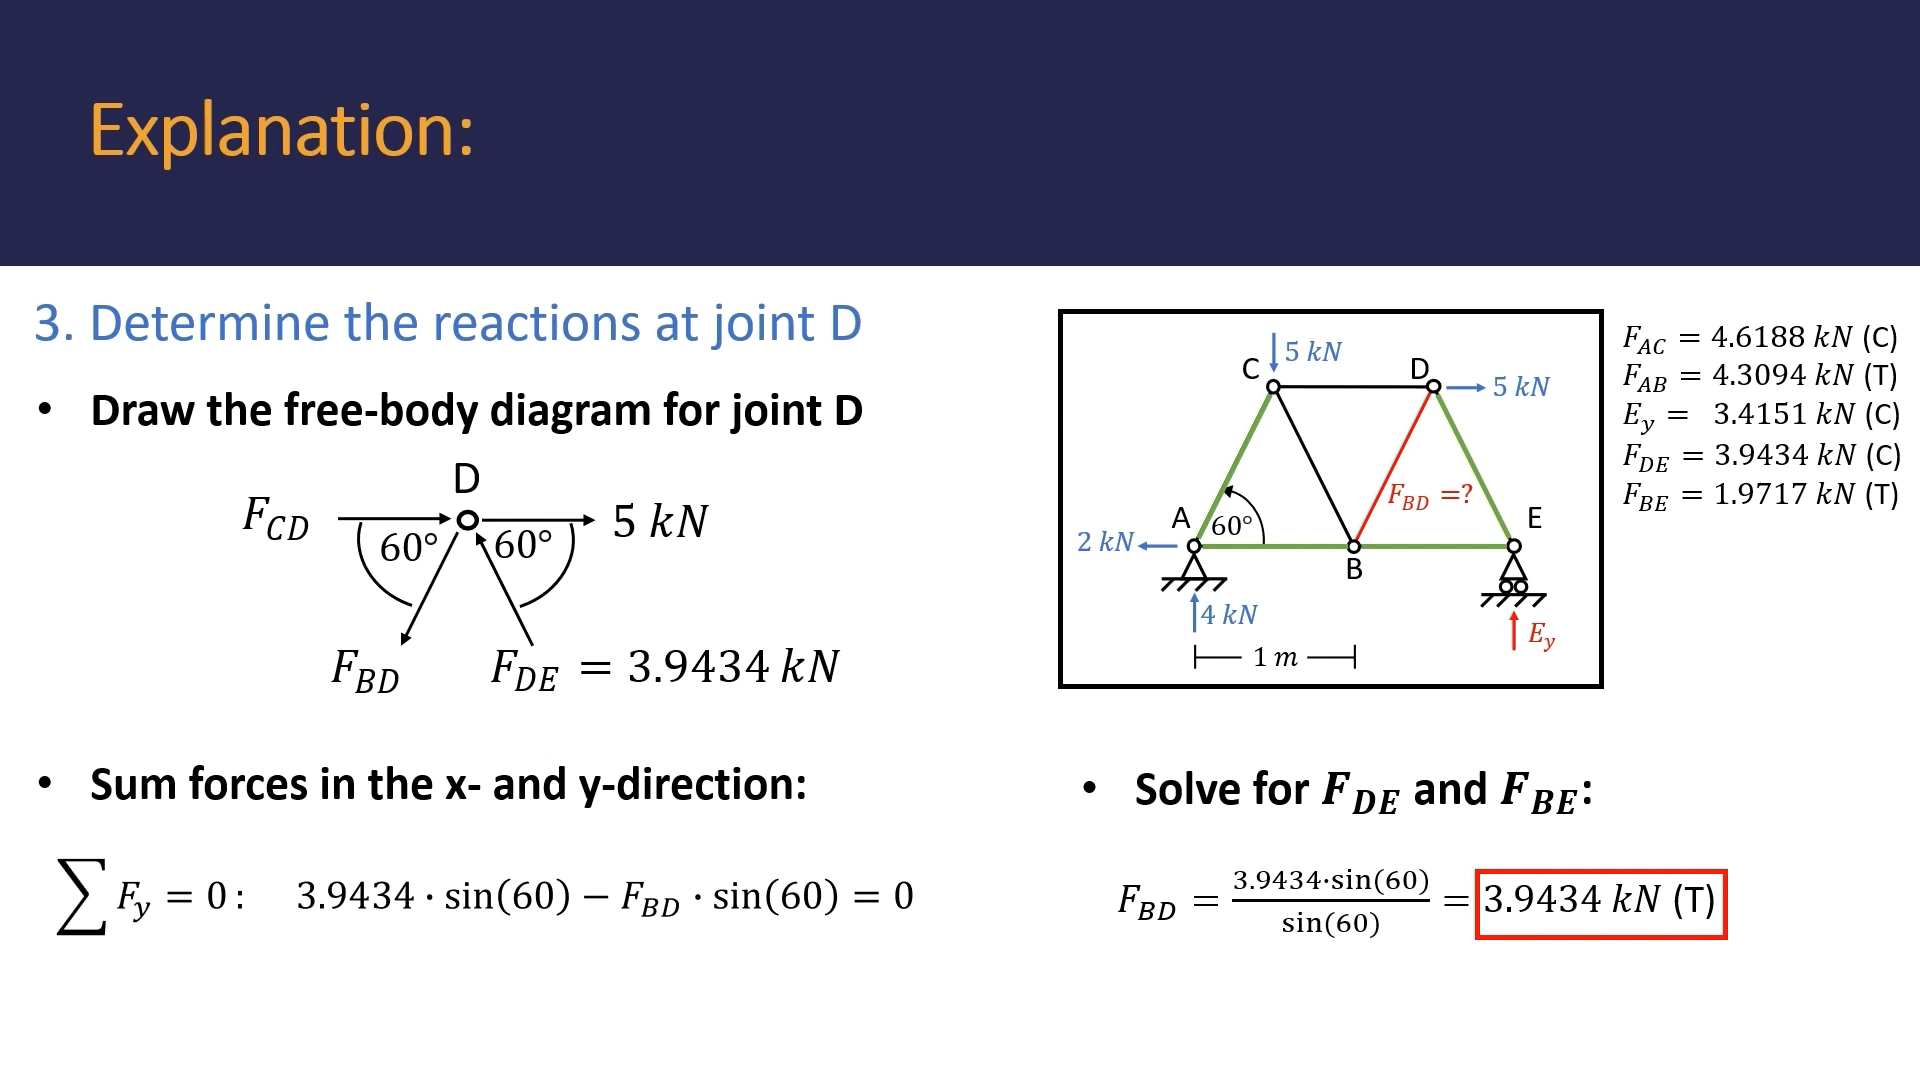 Explanation:
3. Determine the reactions at joint D
• Draw the free-body diagram for joint D
D
F_CD
5 kN
60° 60°
F_BD
F_DE = 3.9434 kN
• Sum forces in the x- and y-direction:
∑ F_y = 0: 3.9434 · sin(60) − F_BD · sin(60) = 0
5 kN
C D
5 kN
F_BD =?
A 60° E
2 kN
B
4 kN
E_y
1 m
F_AC = 4.6188 kN (C)
F_AB = 4.3094 kN (T)
E_y = 3.4151 kN (C)
F_DE = 3.9434 kN (C)
F_BE = 1.9717 kN (T)
• Solve for F_DE and F_BE:
F_BD = 3.9434·sin(60) / sin(60) = 3.9434 kN (T)